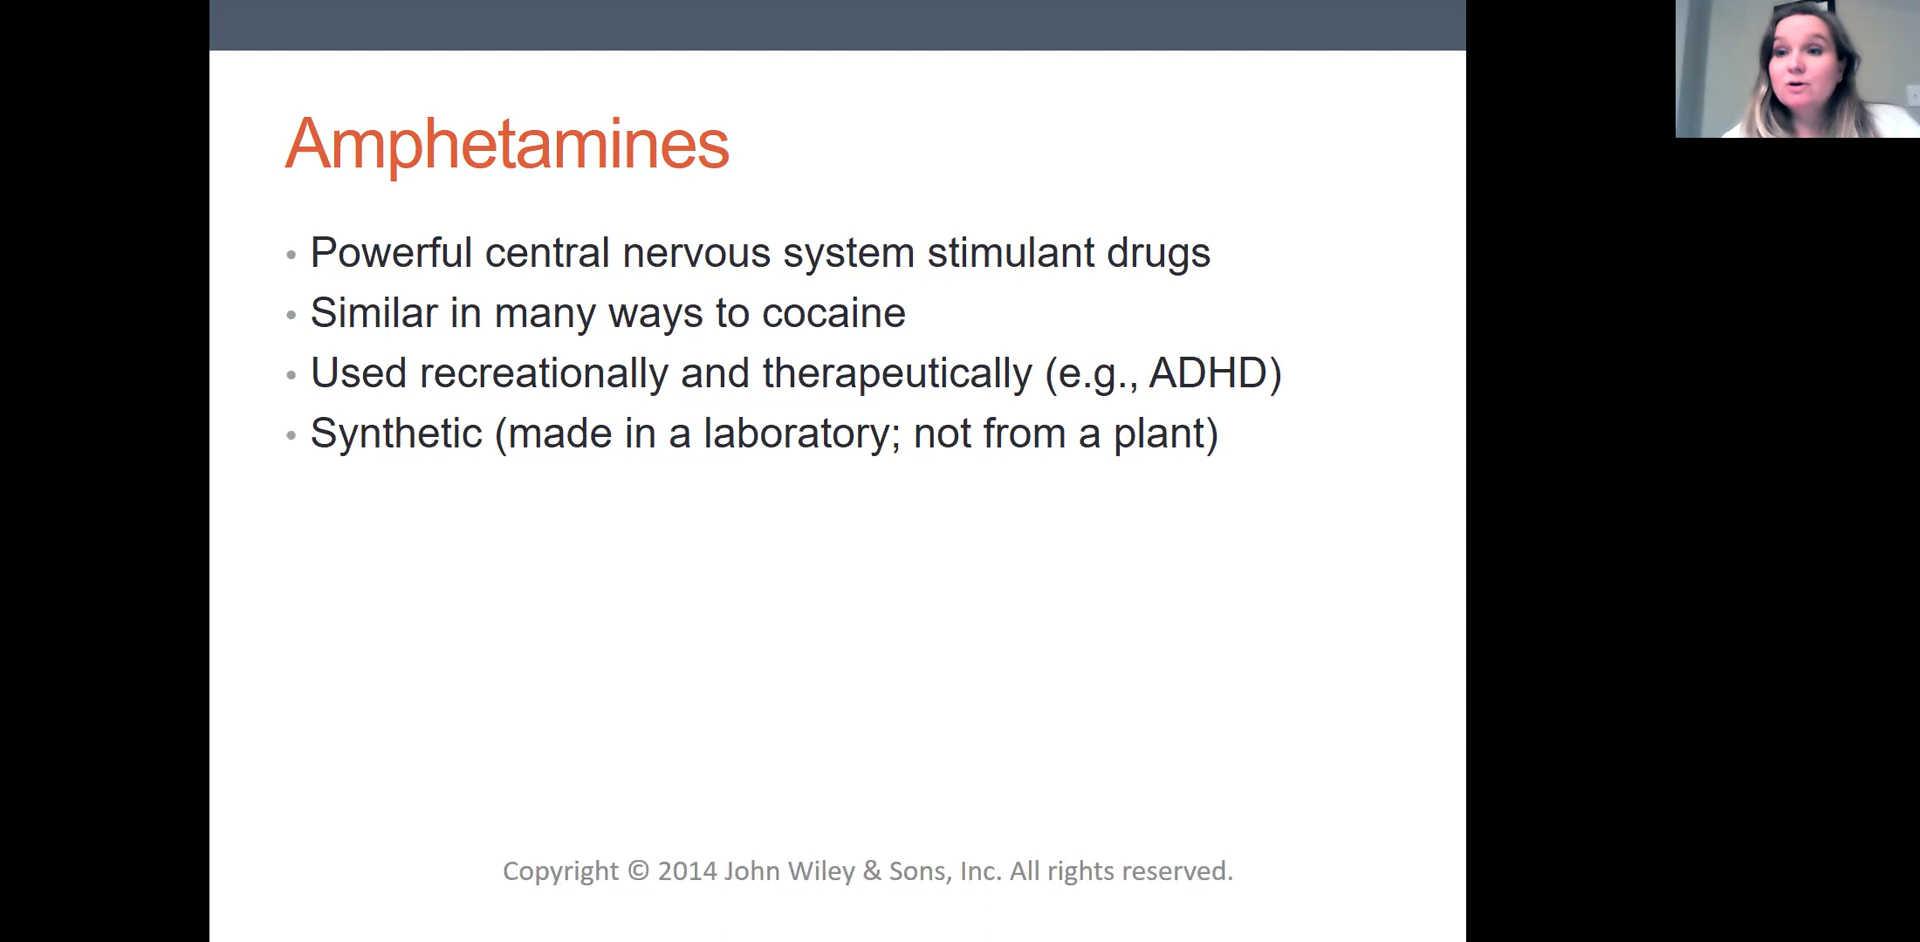 Amphetamines
• Powerful central nervous system stimulant drugs
• Similar in many ways to cocaine
• Used recreationally and therapeutically (e.g., ADHD)
• Synthetic (made in a laboratory; not from a plant)
Copyright © 2014 John Wiley & Sons, Inc. All rights reserved.